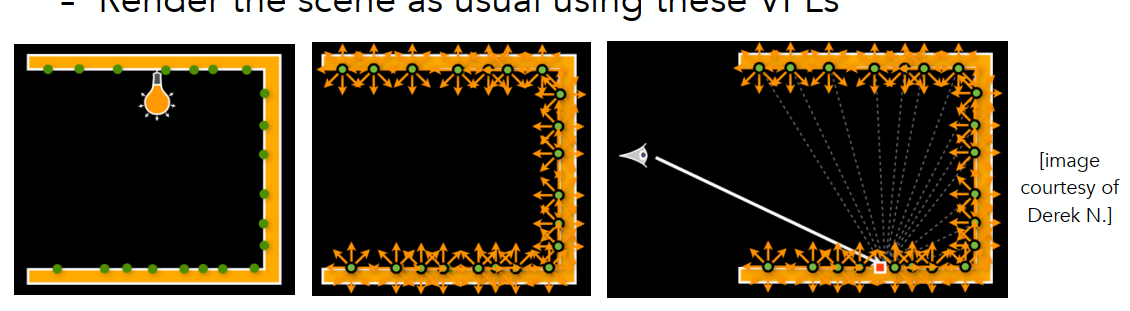 - Render the scene as usual using these VPLs
[image
courtesy of
Derek N.]